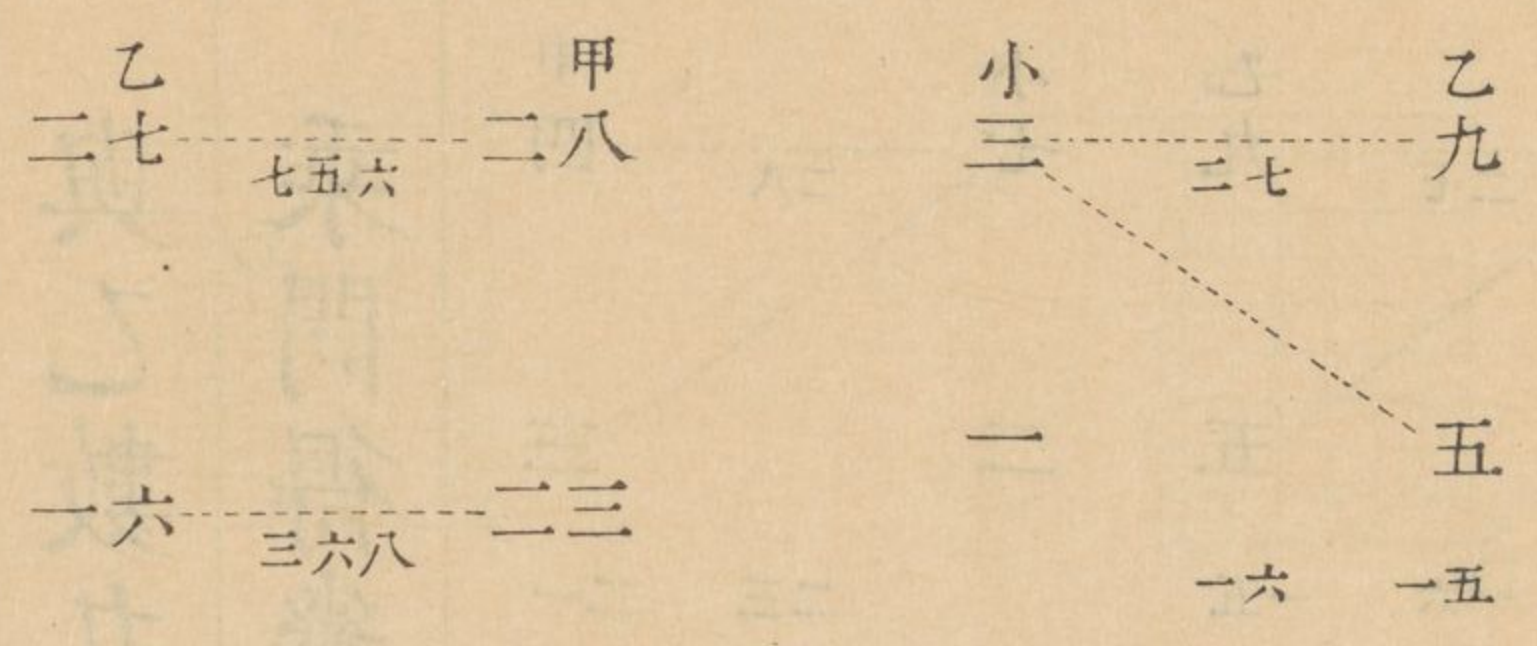 乙 甲 小 乙
二七 二八 三 九
七五六 二七
一 五
一六 二三
三六八
一六 一五